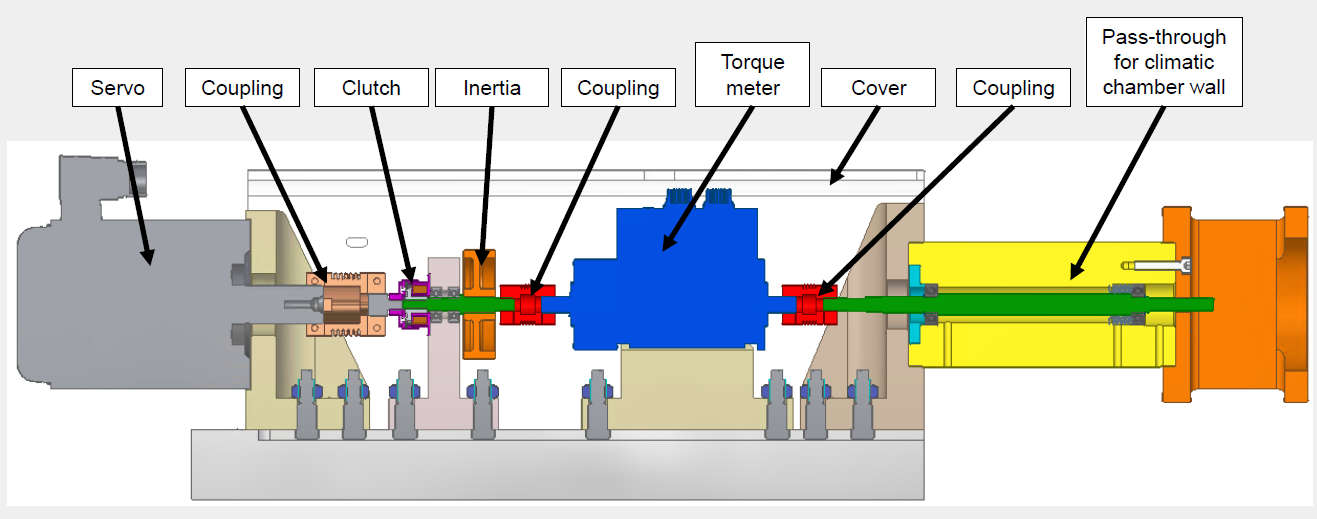 Servo
Coupling
Clutch
Inertia
Coupling
Torque
meter
Cover
Coupling
Pass-through
for climatic
chamber wall